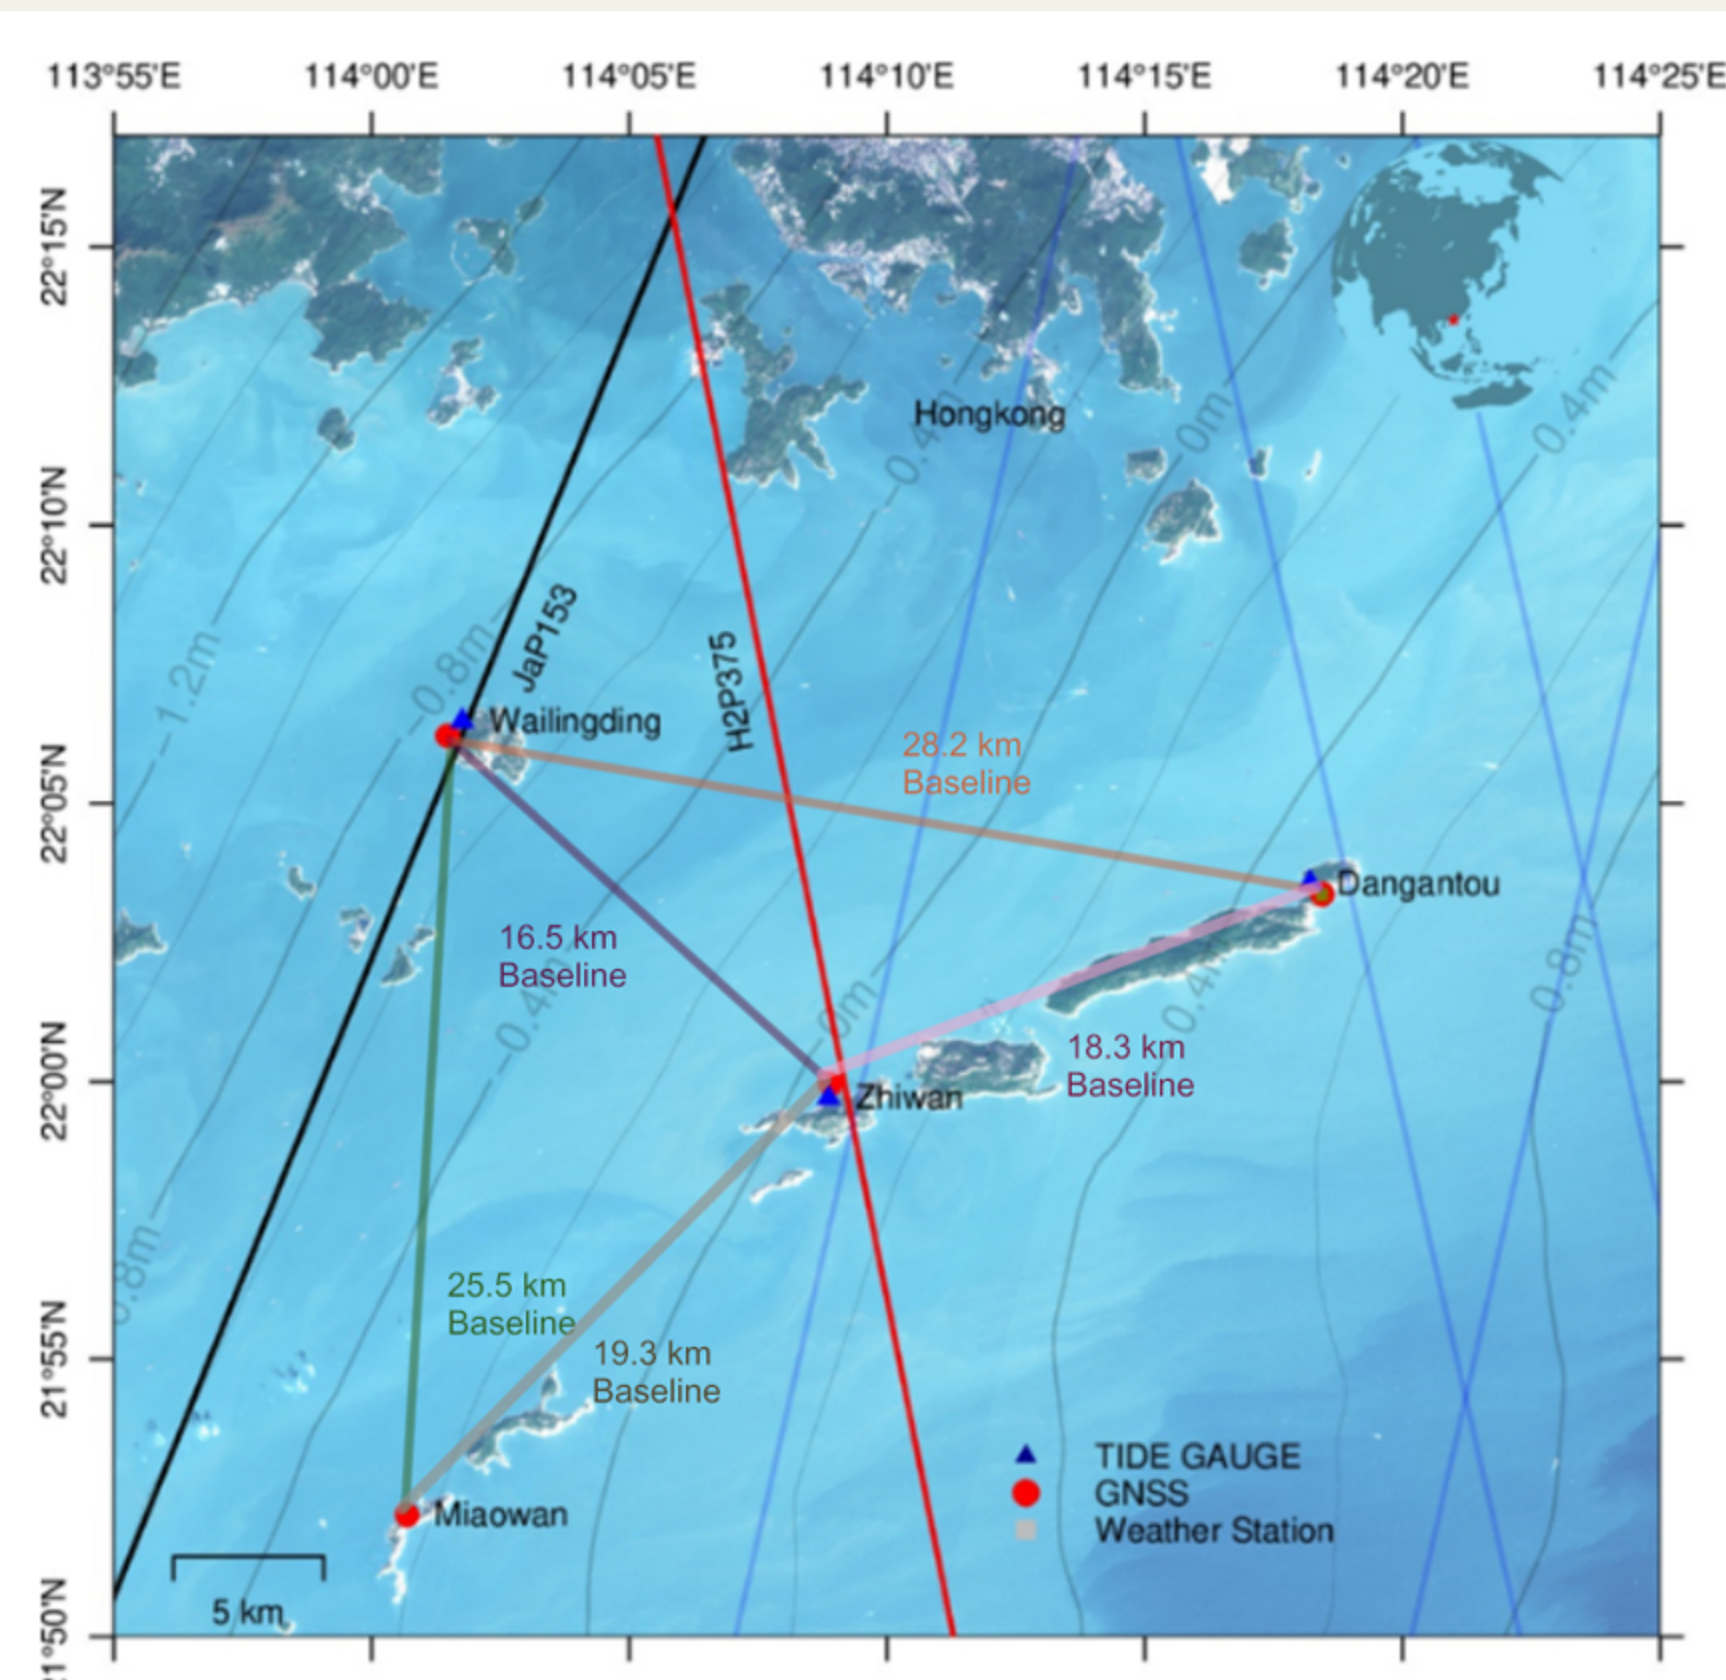 113°55'E 114°00'E 114°05'E 114°10'E 114°15'E 114°20'E 114°25'E
22°15'N
0.4m
0m
Hongkong
-0.4m
22°10'N
JaP153
-1.2m
-0.8m
H2P375
Wailingding
28.2 km
Baseline
22°05'N
Dangantou
16.5 km
Baseline
0.8m
-0.4m
0m
0.4m
18.3 km
Baseline
22°00'N
Zhiwan
0.8m
25.5 km
Baseline
19.3 km
Baseline
21°55'N
TIDE GAUGE
GNSS
Miaowan
Weather Station
5 km
1°50'N